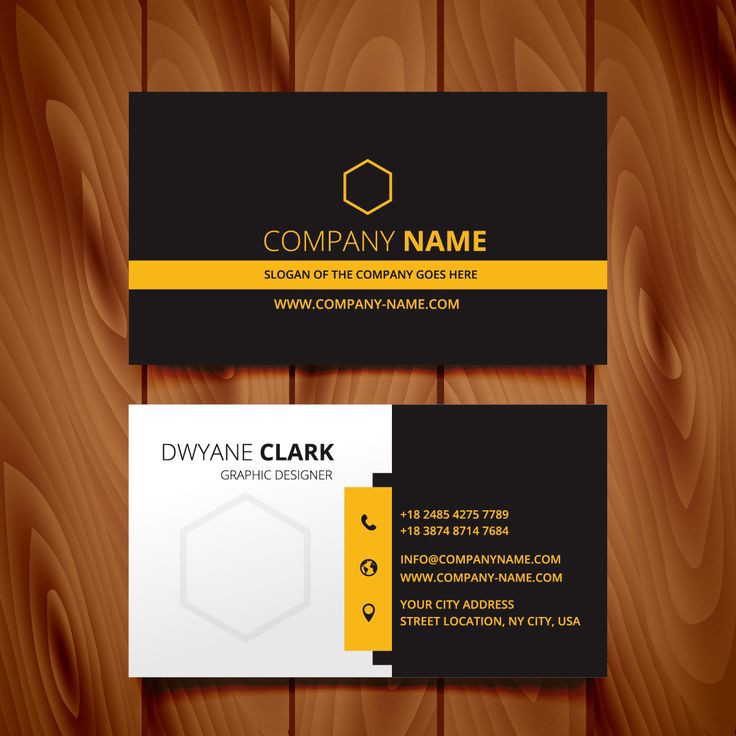 COMPANY NAME
SLOGAN OF THE COMPANY GOES HERE
WWW.COMPANY-NAME.COM
DWYANE CLARK
GRAPHIC DESIGNER
+18 2485 4275 7789
+18 3874 8714 7684
INFO@COMPANYNAME.COM
WWW.COMPANY-NAME.COM
YOUR CITY ADDRESS
STREET LOCATION, NY CITY, USA